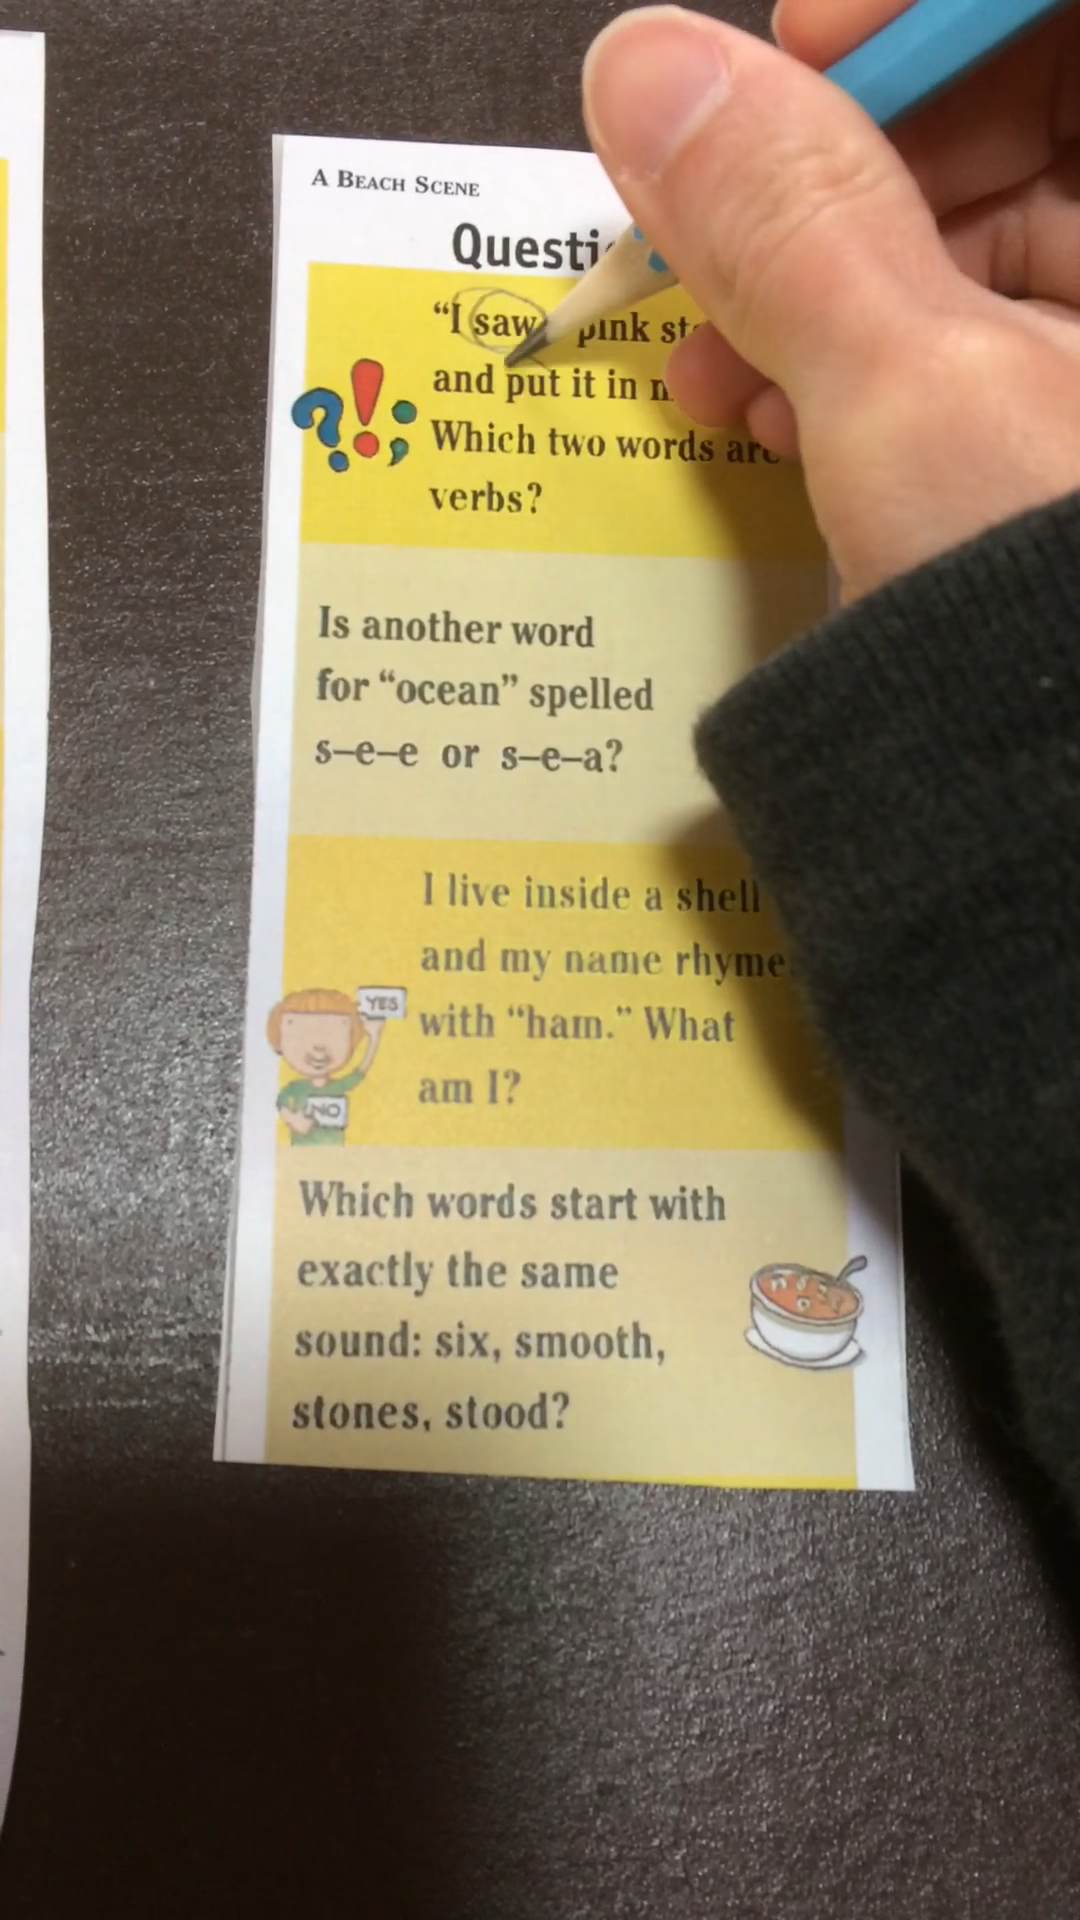 A BEACH SCENE
Questi
“I saw pink
and put it in
Which two words are
verbs?
Is another word
for “ocean” spelled
s–e–e or s–e–a?
I live inside a shell
and my name rhyme
with “ham.” What
am I?
YES
NO
Which words start with
exactly the same
sound: six, smooth,
stones, stood?